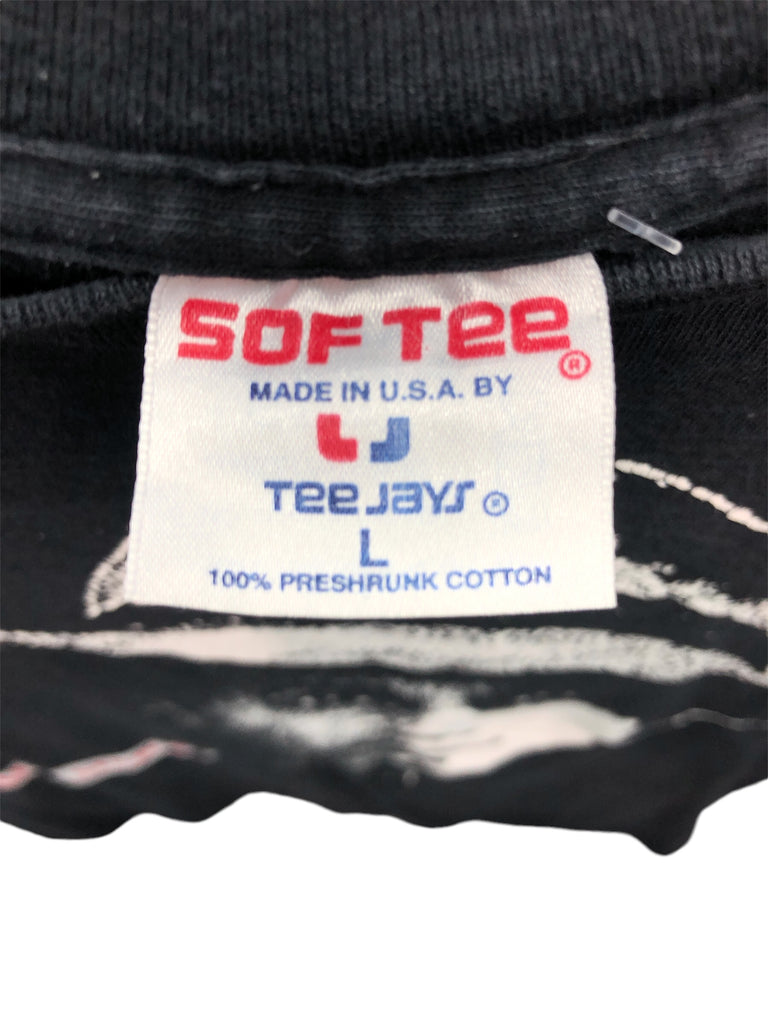 SOF TEE ®
MADE IN U.S.A. BY
TEE JAYS ®
L
100% PRESHRUNK COTTON